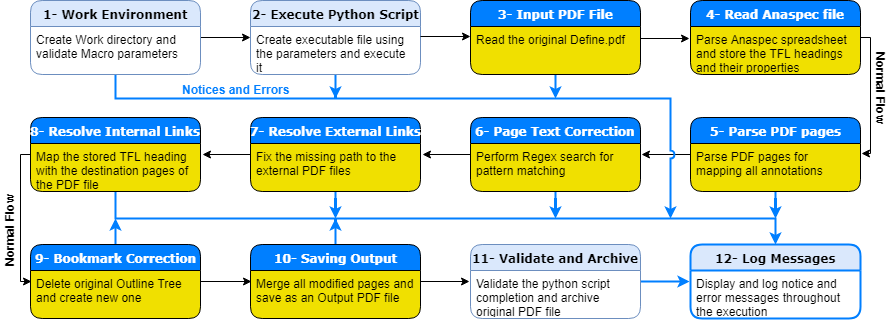 1- Work Environment
Create Work directory and
validate Macro parameters
2- Execute Python Script
Create executable file using
the parameters and execute
it
3- Input PDF File
Read the original Define.pdf
4- Read Anaspec file
Parse Anaspec spreadsheet
and store the TFL headings
and their properties
Notices and Errors
Normal Flow
8- Resolve Internal Links
Map the stored TFL heading
with the destination pages of
the PDF file
7- Resolve External Links
Fix the missing path to the
external PDF files
6- Page Text Correction
Perform Regex search for
pattern matching
5- Parse PDF pages
Parse PDF pages for
mapping all annotations
Normal Flow
9- Bookmark Correction
Delete original Outline Tree
and create new one
10- Saving Output
Merge all modified pages and
save as an Output PDF file
11- Validate and Archive
Validate the python script
completion and archive
original PDF file
12- Log Messages
Display and log notice and
error messages throughout
the execution